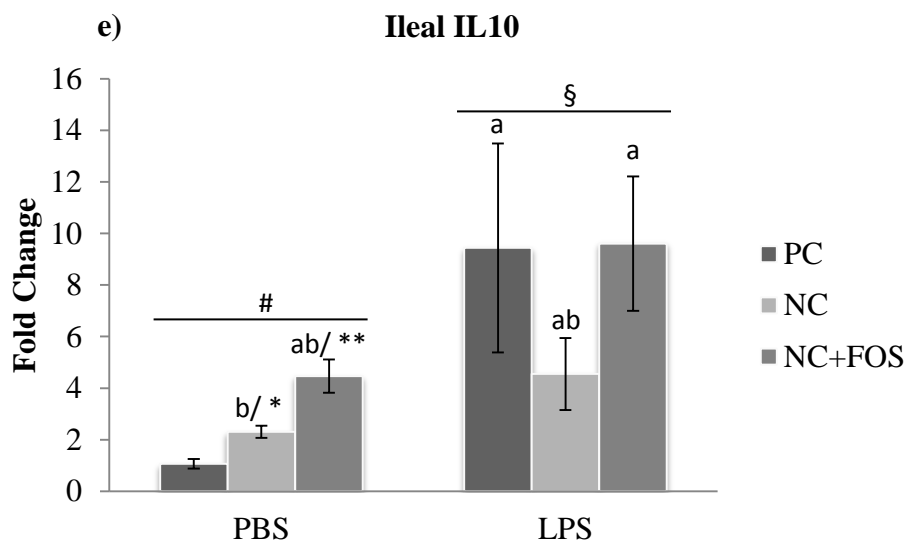 e) Ileal IL10
Fold Change
16
14
12
10
8
6
4
2
0
#
b/ *
ab/ **
§
a
ab
a
PBS
LPS
PC
NC
NC+FOS